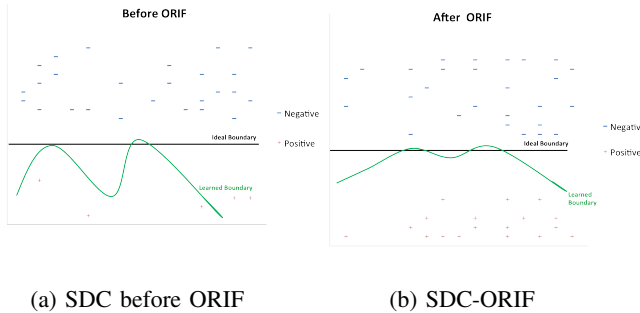 Before ORIF
Negative
Ideal Boundary
Positive
Learned Boundary
After ORIF
Negative
Ideal Boundary
Positive
Learned
Boundary
(a) SDC before ORIF
(b) SDC-ORIF